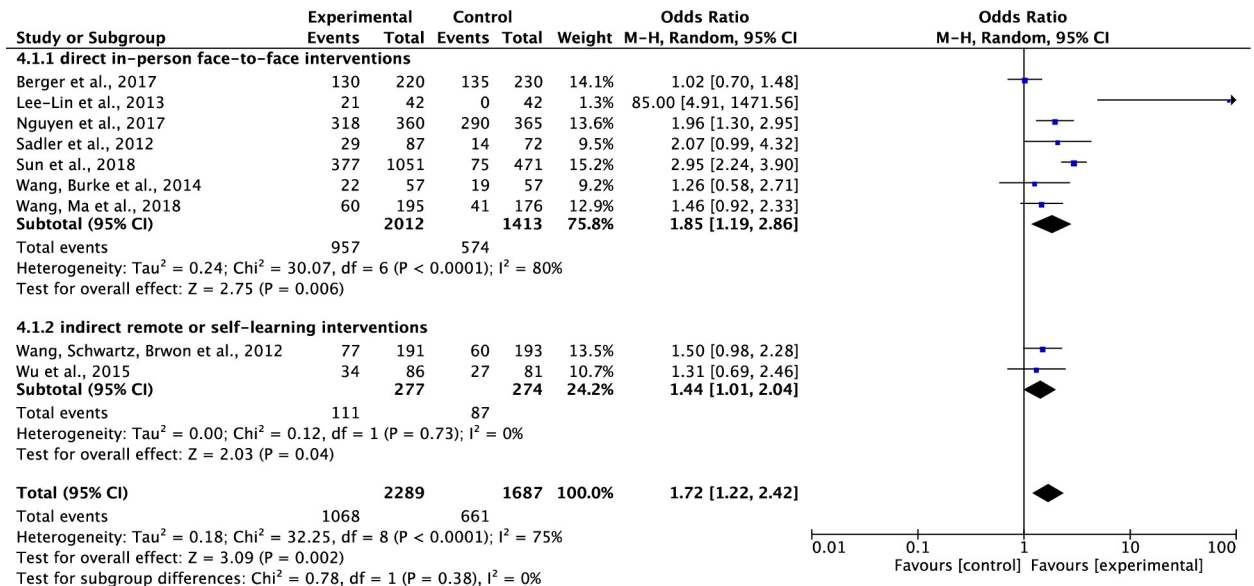 Experimental Control Odds Ratio Odds Ratio
Study or Subgroup Events Total Events Total Weight M-H, Random, 95% CI M-H, Random, 95% CI
4.1.1 direct in-person face-to-face interventions
Berger et al., 2017 130 220 135 230 14.1% 1.02 [0.70, 1.48]
Lee-Lin et al., 2013 21 42 0 42 1.3% 85.00 [4.91, 1471.56]
Nguyen et al., 2017 318 360 290 365 13.6% 1.96 [1.30, 2.95]
Sadler et al., 2012 29 87 14 72 9.5% 2.07 [0.99, 4.32]
Sun et al., 2018 377 1051 75 471 15.2% 2.95 [2.24, 3.90]
Wang, Burke et al., 2014 22 57 19 57 9.2% 1.26 [0.58, 2.71]
Wang, Ma et al., 2018 60 195 41 176 12.9% 1.46 [0.92, 2.33]
Subtotal (95% CI) 2012 1413 75.8% 1.85 [1.19, 2.86]
Total events 957 574
Heterogeneity: Tau² = 0.24; Chi² = 30.07, df = 6 (P < 0.0001); I² = 80%
Test for overall effect: Z = 2.75 (P = 0.006)
4.1.2 indirect remote or self-learning interventions
Wang, Schwartz, Brwon et al., 2012 77 191 60 193 13.5% 1.50 [0.98, 2.28]
Wu et al., 2015 34 86 27 81 10.7% 1.31 [0.69, 2.46]
Subtotal (95% CI) 277 274 24.2% 1.44 [1.01, 2.04]
Total events 111 87
Heterogeneity: Tau² = 0.00; Chi² = 0.12, df = 1 (P = 0.73); I² = 0%
Test for overall effect: Z = 2.03 (P = 0.04)
Total (95% CI) 2289 1687 100.0% 1.72 [1.22, 2.42]
Total events 1068 661
Heterogeneity: Tau² = 0.18; Chi² = 32.25, df = 8 (P < 0.0001); I² = 75%
Test for overall effect: Z = 3.09 (P = 0.002)
Test for subgroup differences: Chi² = 0.78, df = 1 (P = 0.38), I² = 0%
0.01 0.1 1 10 100
Favours [control] Favours [experimental]